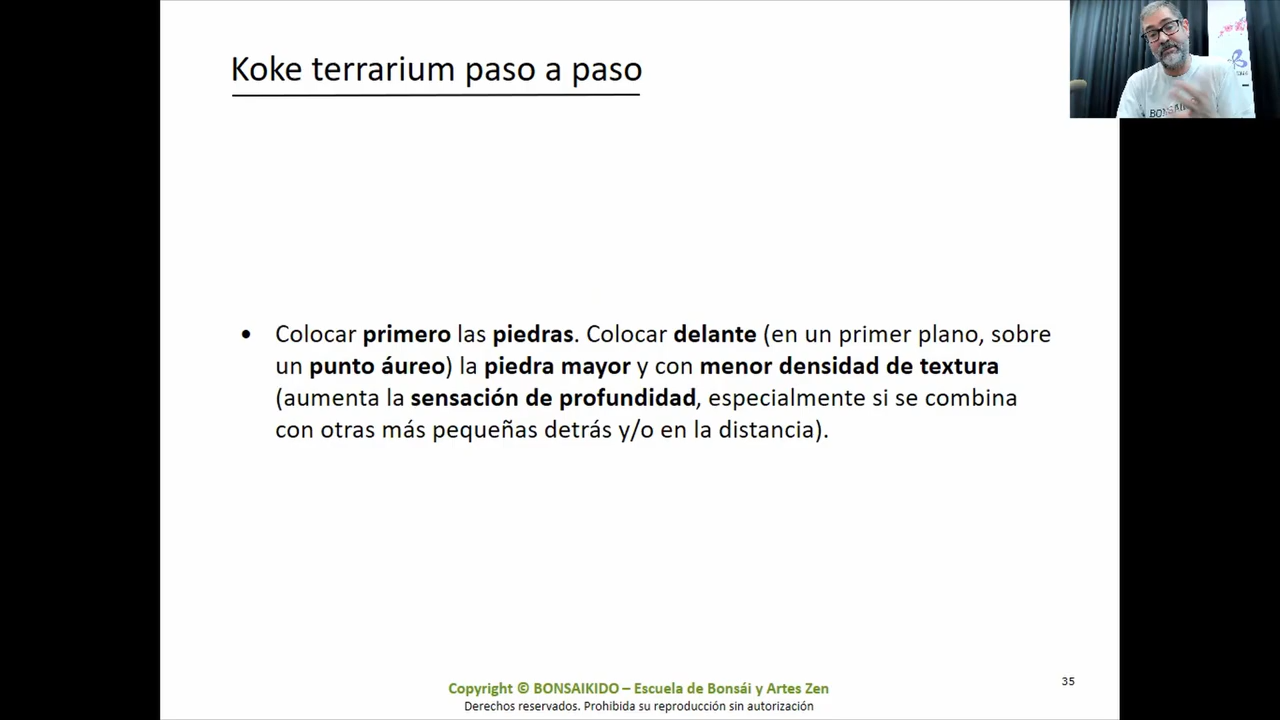 Koke terrarium paso a paso
• Colocar primero las piedras. Colocar delante (en un primer plano, sobre
un punto áureo) la piedra mayor y con menor densidad de textura
(aumenta la sensación de profundidad, especialmente si se combina
con otras más pequeñas detrás y/o en la distancia).
35
Copyright © BONSAIKIDO – Escuela de Bonsái y Artes Zen
Derechos reservados. Prohibida su reproducción sin autorización